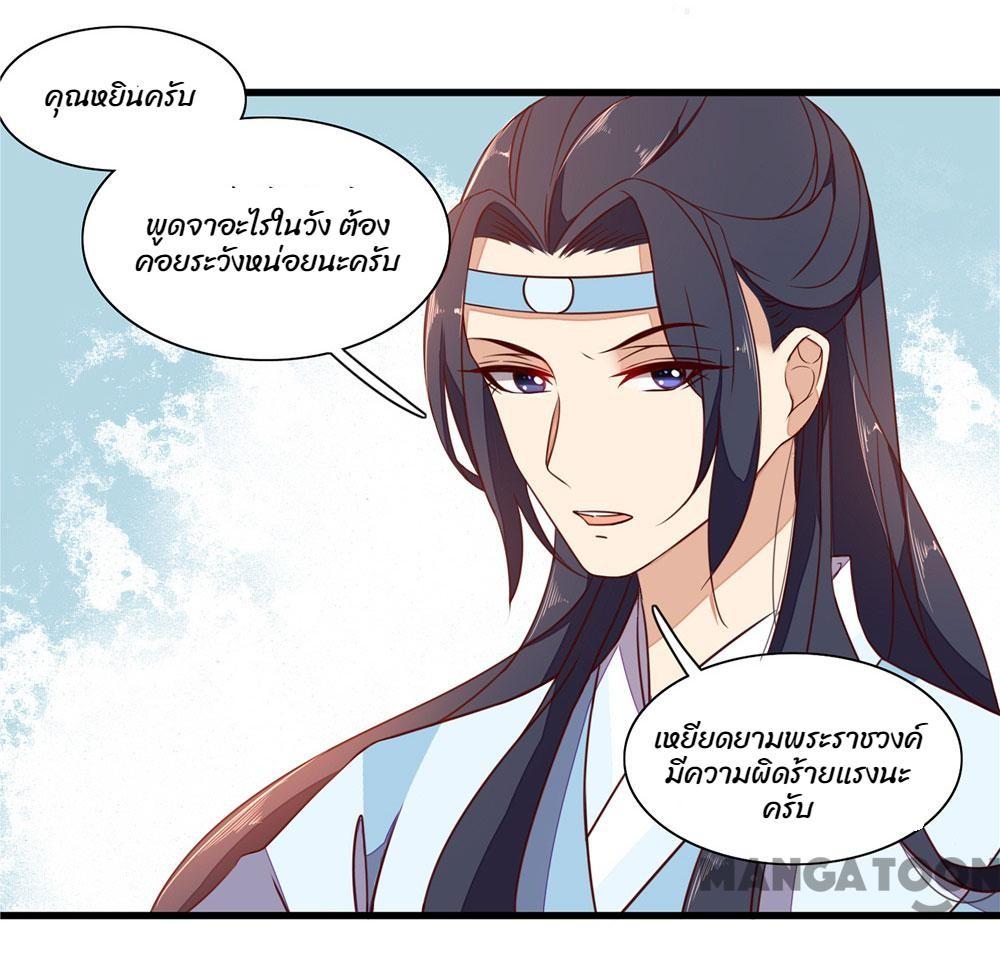 คุณหยินครับ
พูดจาอะไรในวัง ต้อง
คอยระวังหน่อยนะครับ
เหยียดยามพระราชวงค์
มีความผิดร้ายแรงนะ
ครับ
MANGATOON